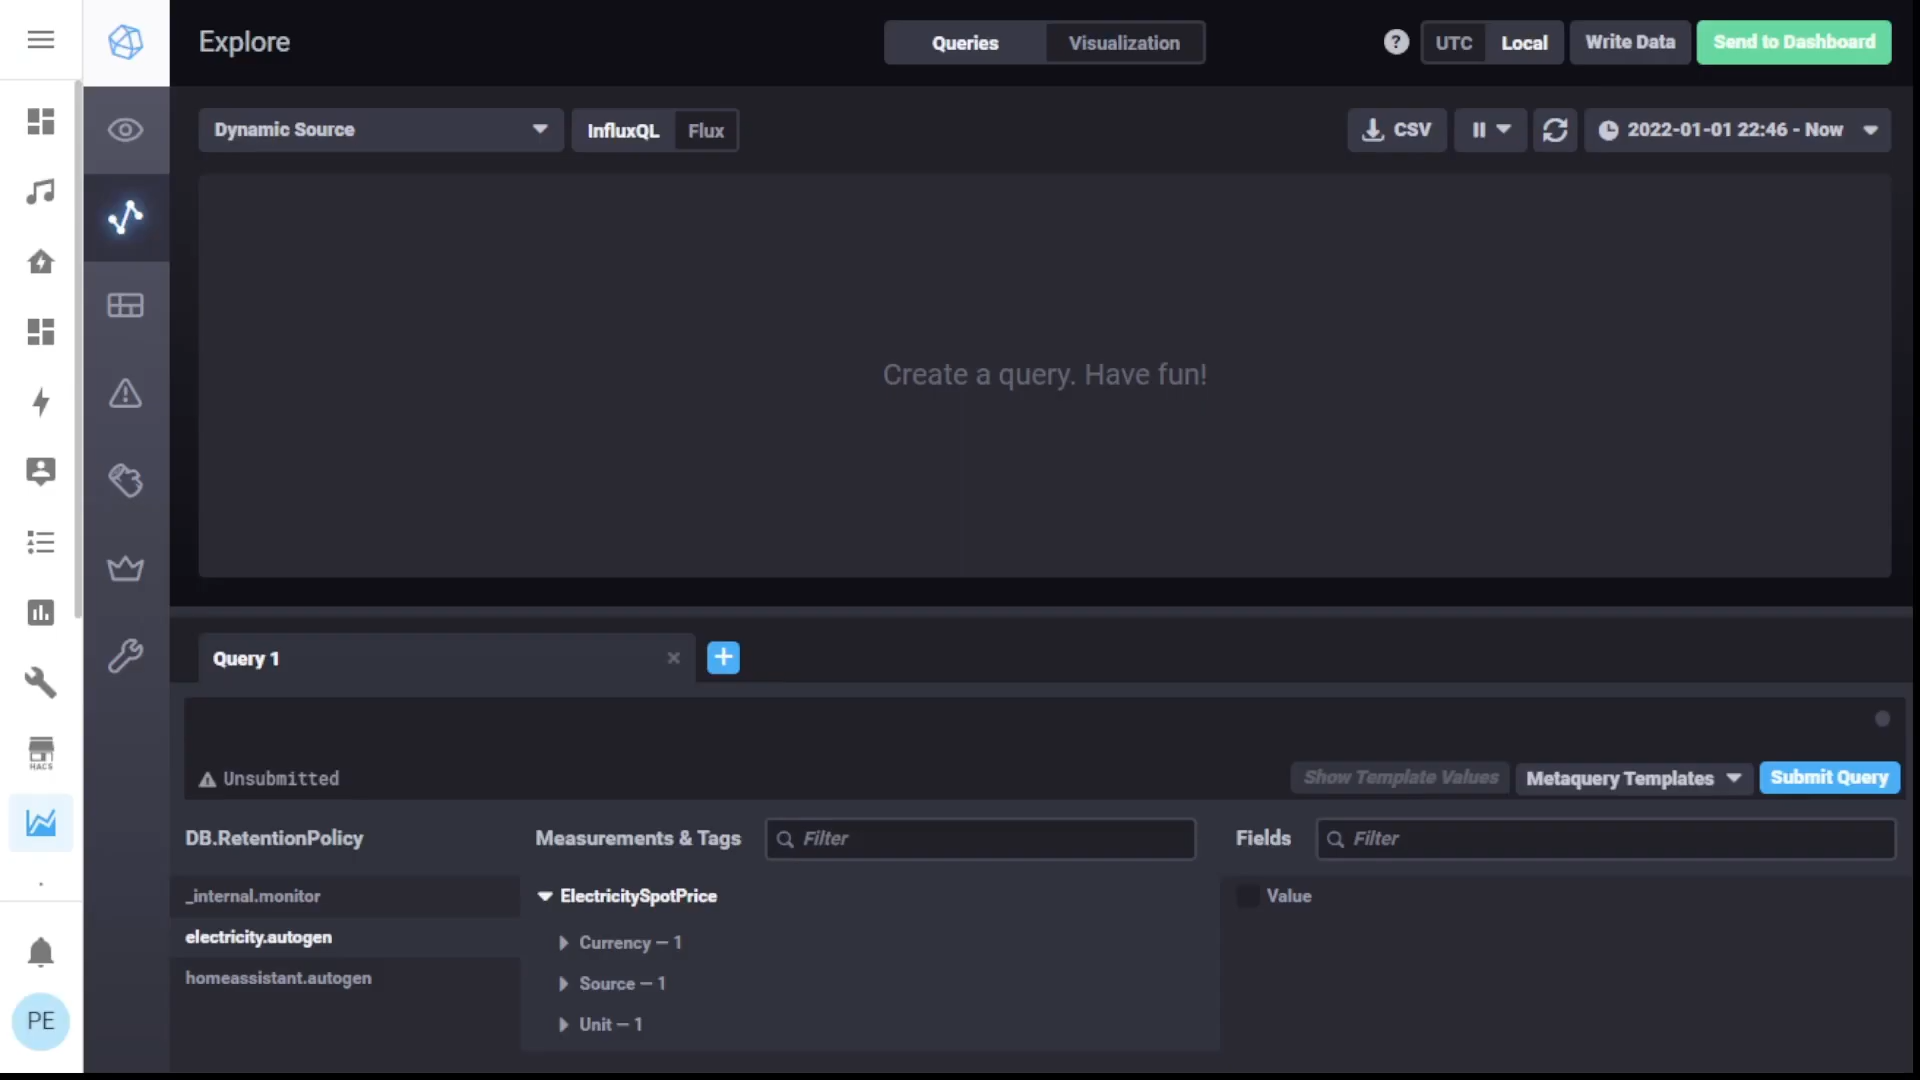 Explore
Queries
Visualization
?
UTC
Local
Write Data
Send to Dashboard
Dynamic Source
InfluxQL
Flux
CSV
2022-01-01 22:46 - Now
Create a query. Have fun!
Query 1
Unsubmitted
Show Template Values
Metaquery Templates
Submit Query
DB.RetentionPolicy
Measurements & Tags
Filter
Fields
Filter
_internal.monitor
ElectricitySpotPrice
Value
electricity.autogen
Currency — 1
homeassistant.autogen
Source — 1
Unit — 1
HACS
PE